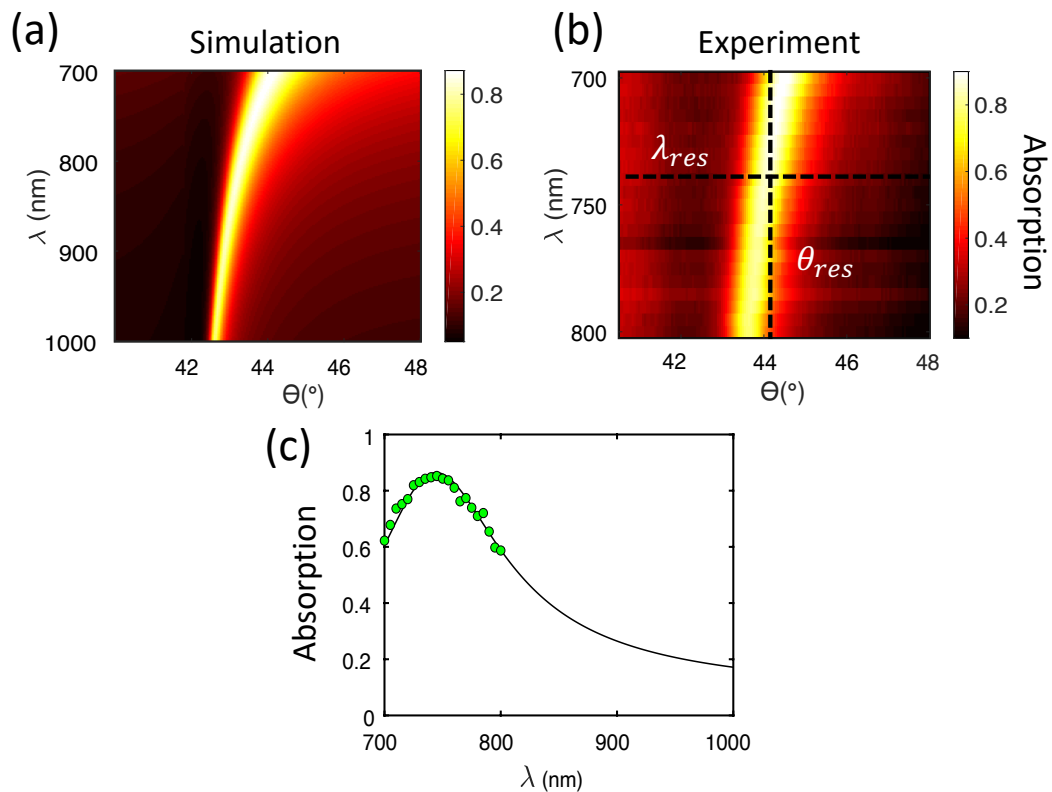 (a)
Simulation
700
800
900
1000
λ (nm)
42
44
46
48
ϴ(°)
0.8
0.6
0.4
0.2
(b)
Experiment
700
750
800
λ (nm)
λres
θres
42
44
46
48
ϴ(°)
0.8
0.6
0.4
0.2
Absorption
(c)
1
0.8
0.6
0.4
0.2
0
Absorption
700
800
900
1000
λ (nm)